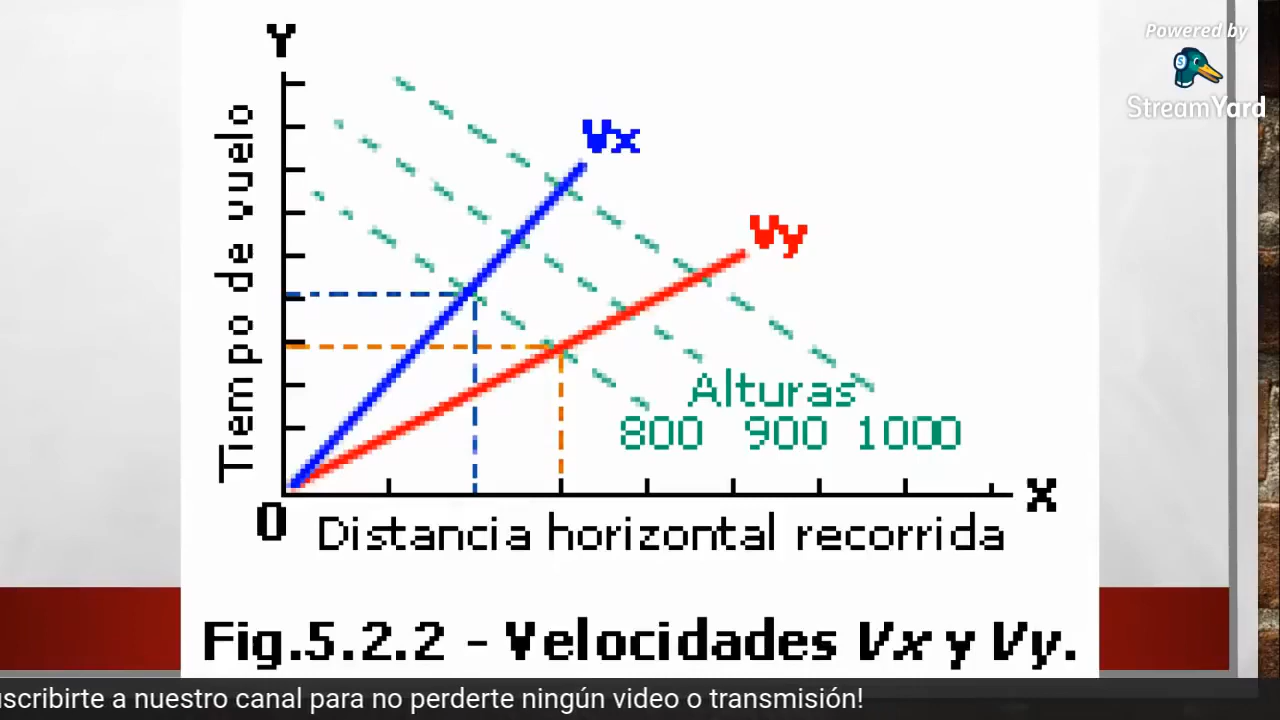 Y
Powered by
StreamYard
Vx
Vy
Tiempo de vuelo
Alturas
800 900 1000
0
X
Distancia horizontal recorrida
Fig.5.2.2 - Velocidades Vx y Vy.
uscribirte a nuestro canal para no perderte ningún video o transmisión!